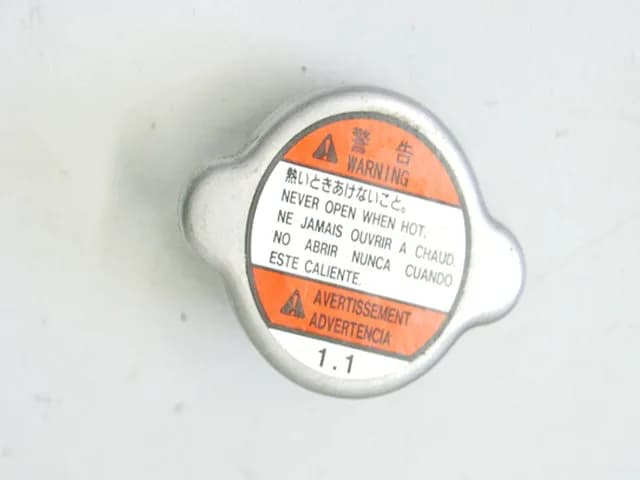 警告
WARNING
熱いときあけないこと。
NEVER OPEN WHEN HOT.
NE JAMAIS OUVRIR A CHAUD.
NO ABRIR NUNCA CUANDO
ESTE CALIENTE.
AVERTISSEMENT
ADVERTENCIA
1.1